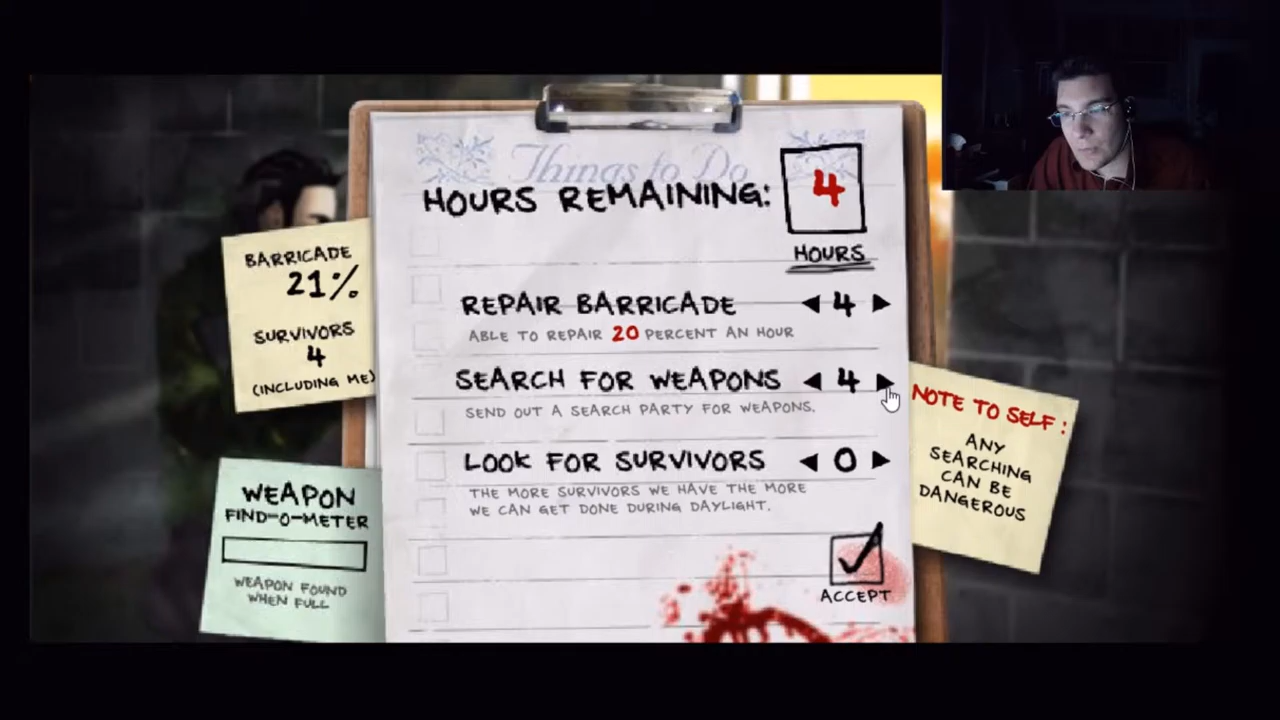 Things to Do
HOURS REMAINING: 4
HOURS
BARRICADE
21%
SURVIVORS
4
(INCLUDING ME)
REPAIR BARRICADE 4
ABLE TO REPAIR 20 PERCENT AN HOUR
SEARCH FOR WEAPONS 4
SEND OUT A SEARCH PARTY FOR WEAPONS.
LOOK FOR SURVIVORS 0
THE MORE SURVIVORS WE HAVE THE MORE
WE CAN GET DONE DURING DAYLIGHT.
NOTE TO SELF:
ANY
SEARCHING
CAN BE
DANGEROUS
WEAPON
FIND-O-METER
WEAPON FOUND
WHEN FULL
ACCEPT